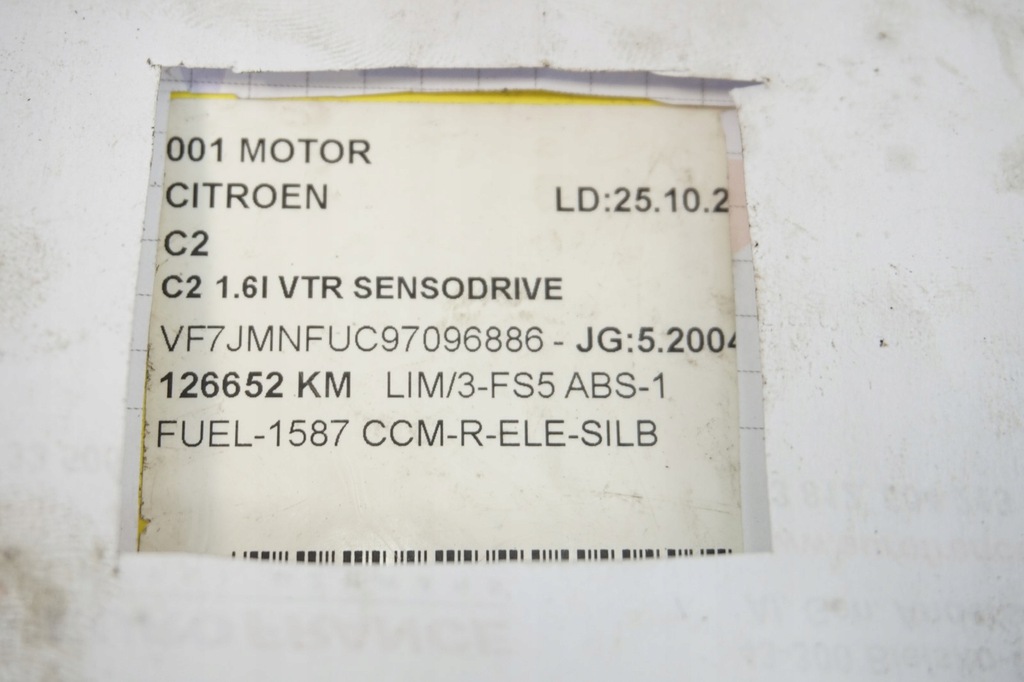 001 MOTOR
CITROEN LD:25.10.2
C2
C2 1.6I VTR SENSODRIVE
VF7JMNFUC97096886 - JG:5.2004
126652 KM LIM/3-FS5 ABS-1
FUEL-1587 CCM-R-ELE-SILB